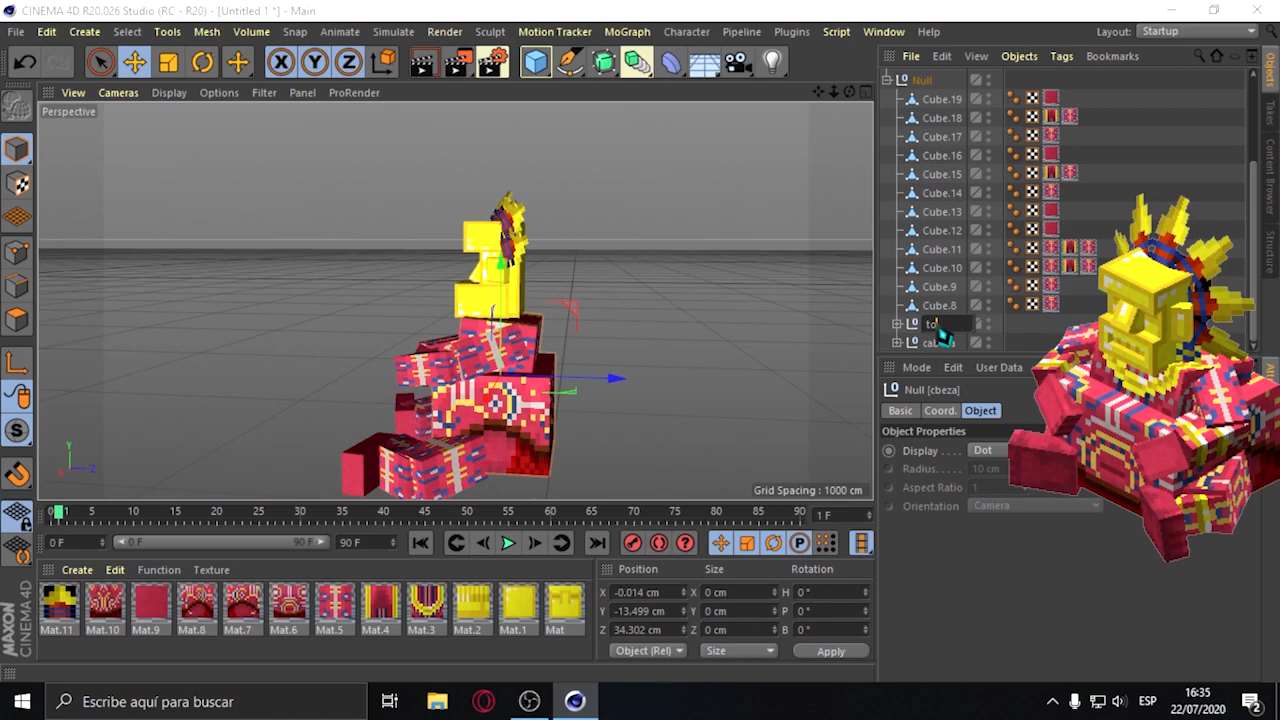 CINEMA 4D R20.026 Studio (RC - R20) - [Untitled 1 *] - Main
File Edit Create Select Tools Mesh Volume Snap Animate Simulate Render Sculpt Motion Tracker MoGraph Character Pipeline Plugins Script Window Help Layout: Startup
X Y Z
File Edit View Objects Tags Bookmarks
View Cameras Display Options Filter Panel ProRender
Perspective
Null
Cube.19
Cube.18
Cube.17
Cube.16
Cube.15
Cube.14
Cube.13
Cube.12
Cube.11
Cube.10
Cube.9
Cube.8
to
Objects
Takes
Content Browser
Structure
Mode Edit User Data
Null [cbeza]
Basic Coord. Object
Object Properties
Display . . . . Dot
Radius. . . . . 10 cm
Aspect Ratio 1
Orientation Camera
Y
Z
Grid Spacing : 1000 cm
0 1 5 10 15 20 25 30 35 40 45 50 55 60 65 70 75 80 85 90 1 F
0 F 0 F 90 F 90 F
Create Edit Function Texture
Mat.11 Mat.10 Mat.9 Mat.8 Mat.7 Mat.6 Mat.5 Mat.4 Mat.3 Mat.2 Mat.1 Mat
Position Size Rotation
X -0.014 cm X 0 cm H 0 °
Y -13.499 cm Y 0 cm P 0 °
Z 34.302 cm Z 0 cm B 0 °
Object (Rel) Size Apply
MAXON
CINEMA 4D
Escribe aquí para buscar
ESP
16:35
22/07/2020
2